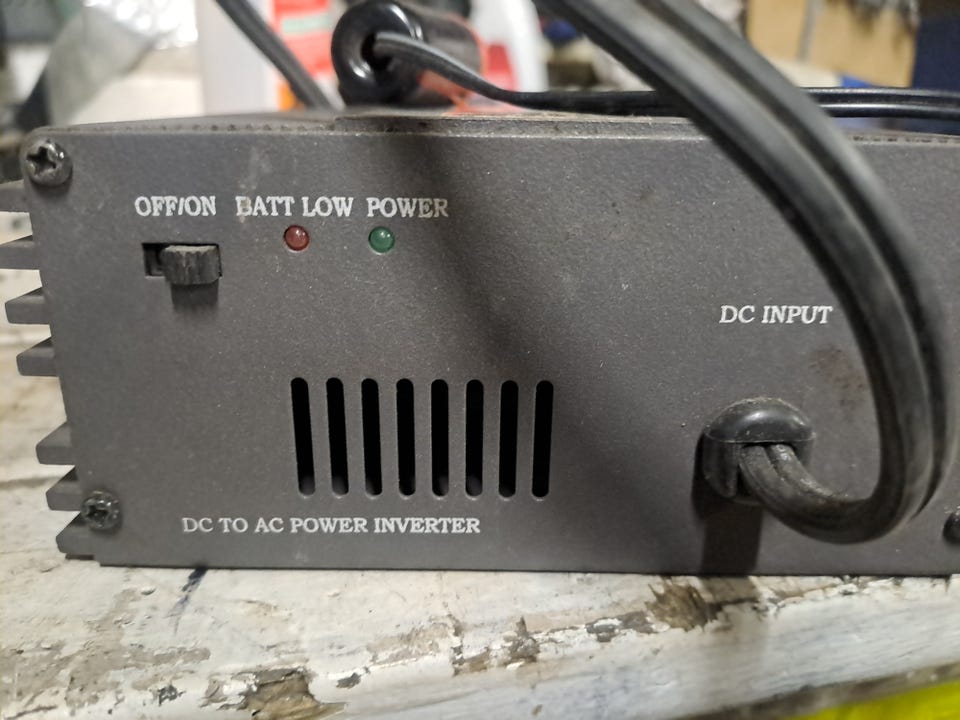 OFF/ON BATT LOW POWER
DC INPUT
DC TO AC POWER INVERTER